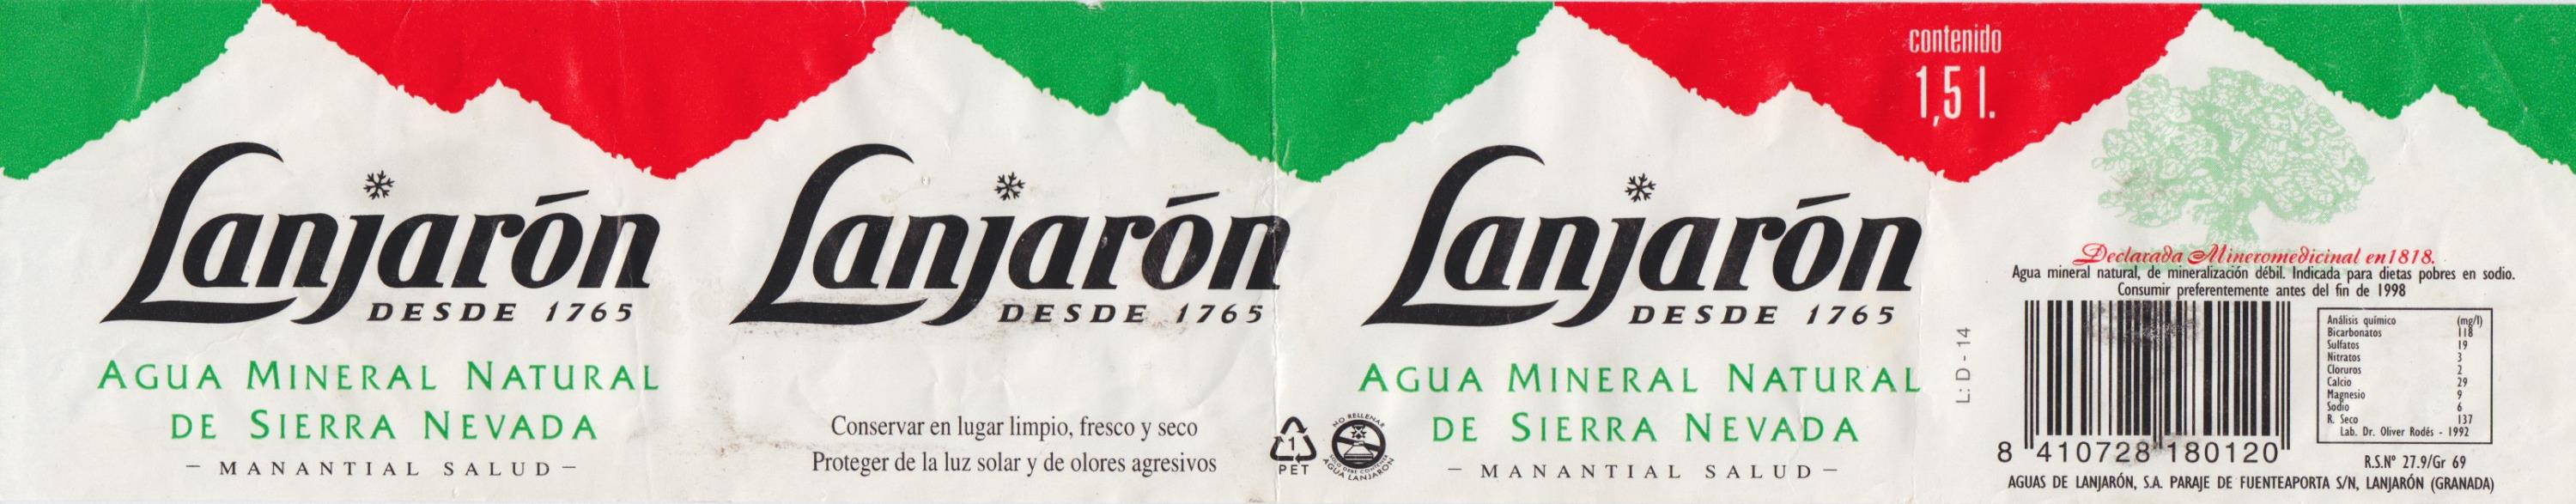 Lanjarón
DESDE 1765
AGUA MINERAL NATURAL
DE SIERRA NEVADA
- MANANTIAL SALUD -
Lanjarón
DESDE 1765
Conservar en lugar limpio, fresco y seco
Proteger de la luz solar y de olores agresivos
1
PET
NO RELLENAR
SOLO DEBE CONTENER
AGUA LANJARON
Lanjarón
DESDE 1765
AGUA MINERAL NATURAL
DE SIERRA NEVADA
- MANANTIAL SALUD -
contenido
1,5 l.
L: D - 14
Declarada Mineromedicinal en 1818.
Agua mineral natural, de mineralización débil. Indicada para dietas pobres en sodio.
Consumir preferentemente antes del fin de 1998
Análisis químico (mg/l)
Bicarbonatos 118
Sulfatos 19
Nitratos 3
Cloruros 2
Calcio 29
Magnesio 9
Sodio 6
R. Seco 137
Lab. Dr. Oliver Rodés - 1992
8 410728 180120
R.S.Nº 27.9/Gr 69
AGUAS DE LANJARÓN, S.A. PARAJE DE FUENTEAPORTA S/N, LANJARÓN (GRANADA)